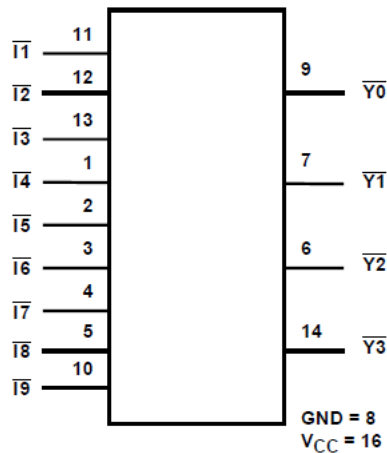 11
I1
12
I2
13
I3
1
I4
2
I5
3
I6
4
I7
5
I8
10
I9
9
Y0
7
Y1
6
Y2
14
Y3
GND = 8
VCC = 16